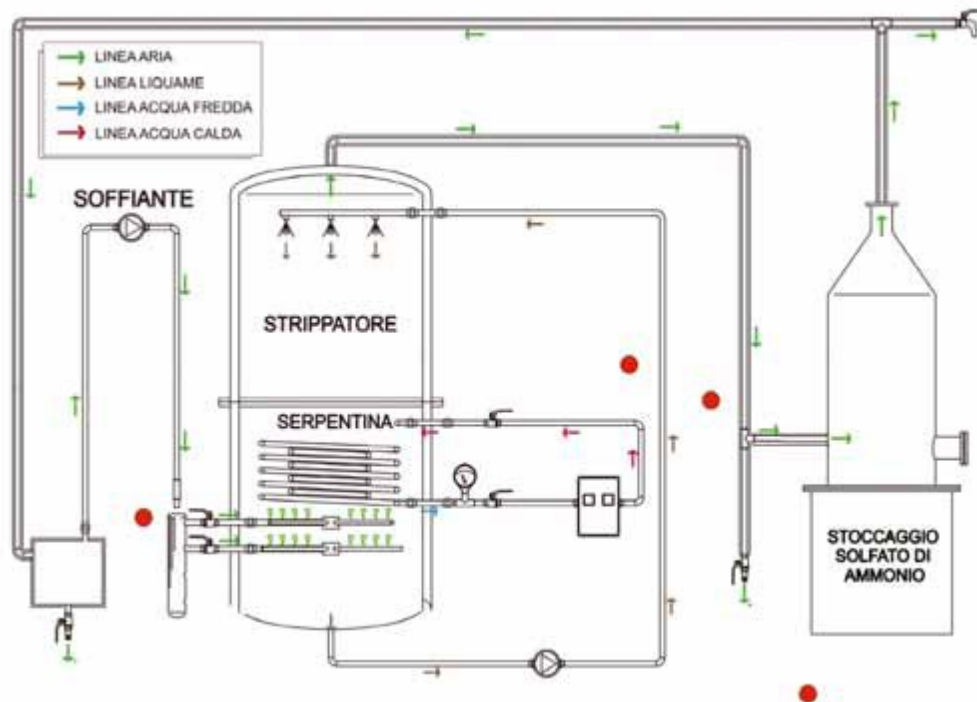 LINEA ARIA
LINEA LIQUAME
LINEA ACQUA FREDDA
LINEA ACQUA CALDA
SOFFIANTE
STRIPPATORE
SERPENTINA
STOCCAGGIO
SOLFATO DI
AMMONIO